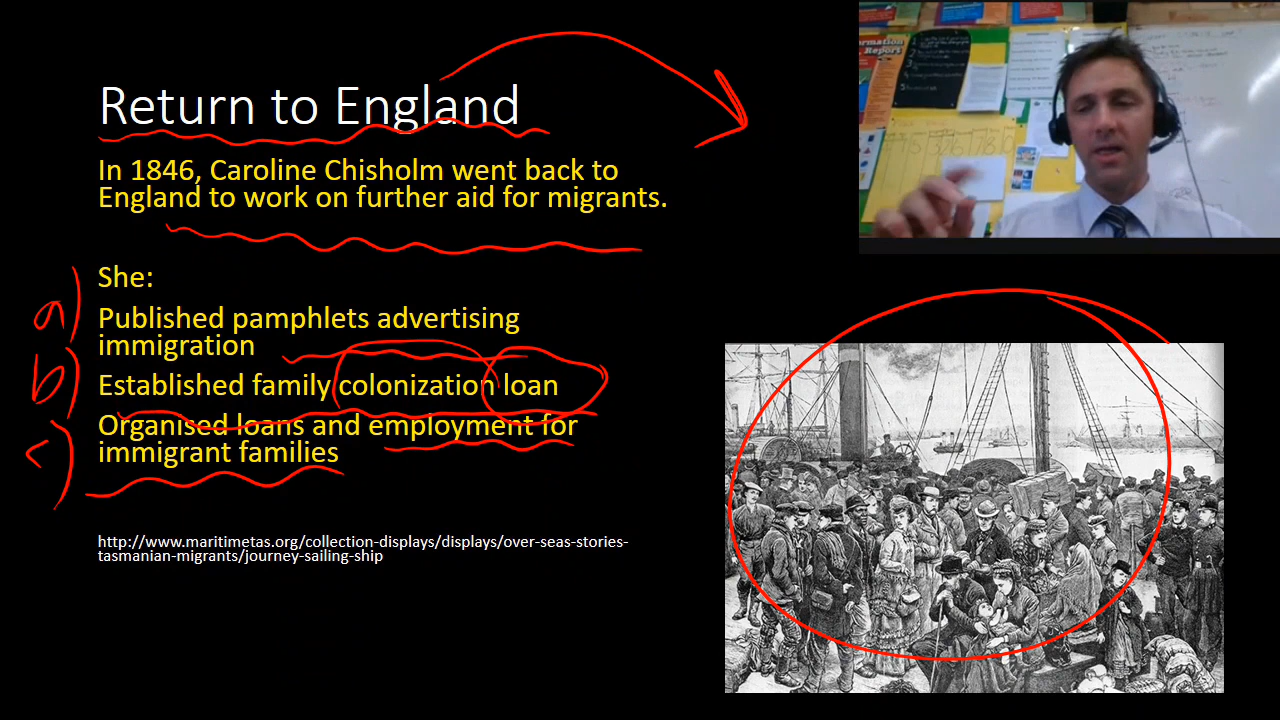 Return to England
In 1846, Caroline Chisholm went back to
England to work on further aid for migrants.
She:
a)
Published pamphlets advertising
immigration
b)
Established family colonization loan
c)
Organised loans and employment for
immigrant families
http://www.maritimetas.org/collection-displays/displays/over-seas-stories-
tasmanian-migrants/journey-sailing-ship
Report